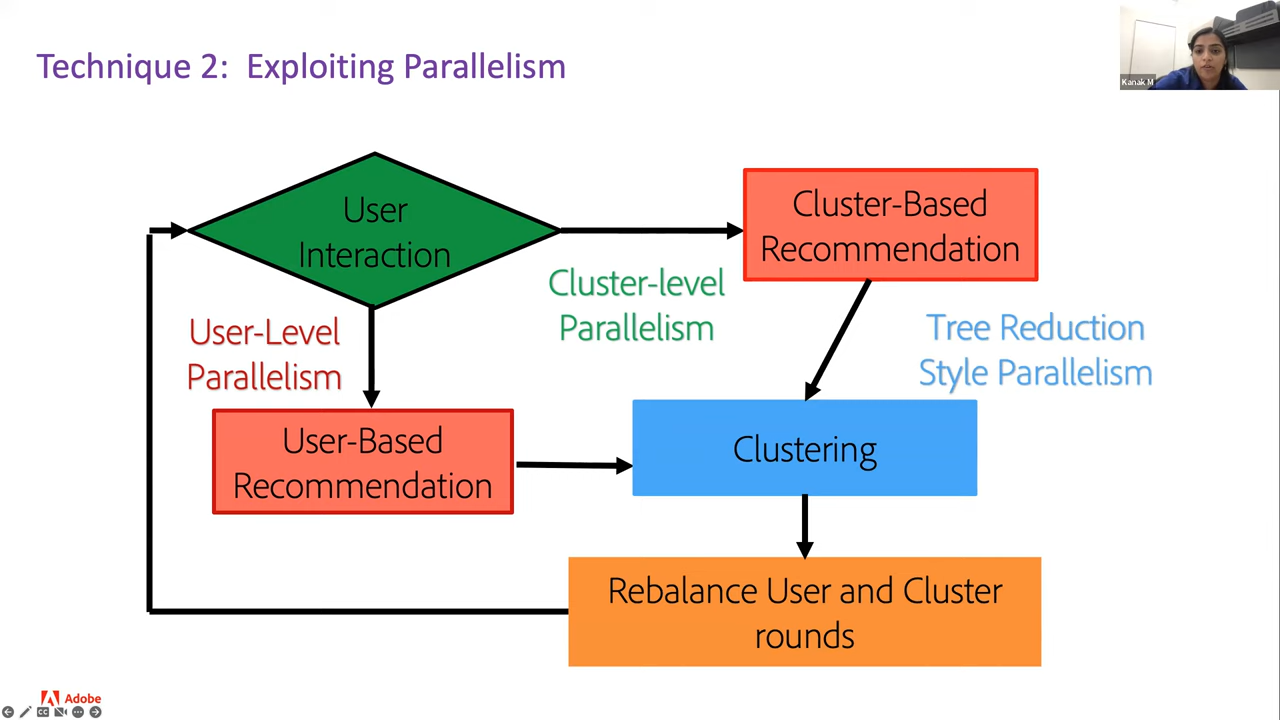 Technique 2:  Exploiting Parallelism
Kanak M
User
Interaction
Cluster-Based
Recommendation
Cluster-level
Parallelism
User-Level
Parallelism
Tree Reduction
Style Parallelism
User-Based
Recommendation
Clustering
Rebalance User and Cluster
rounds
Adobe
CC